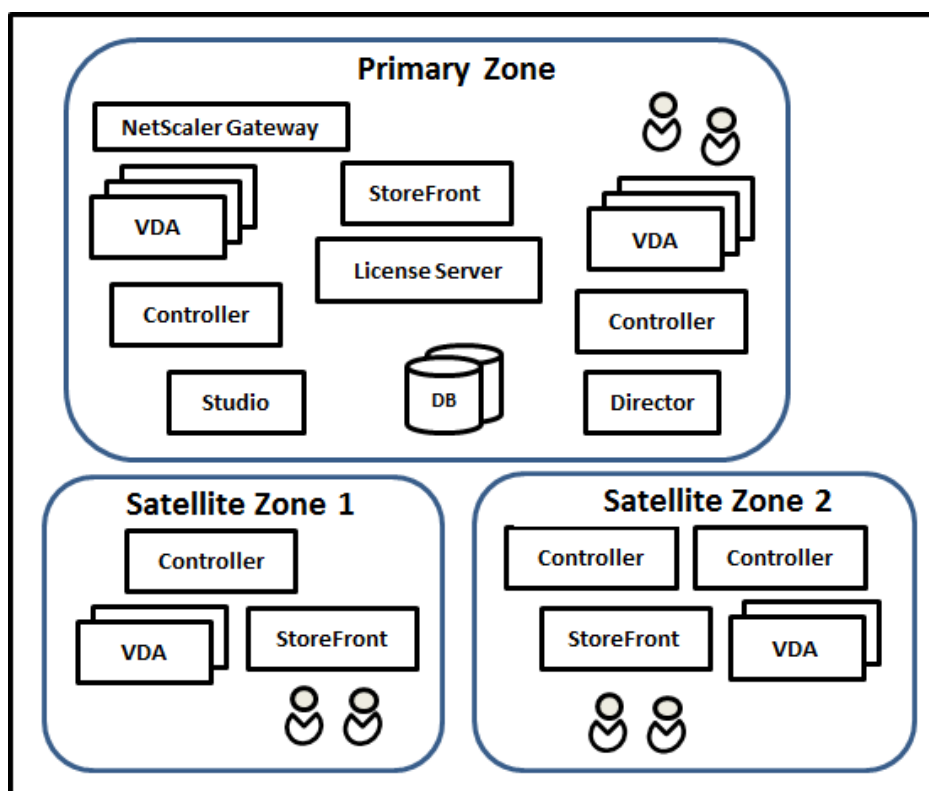 Primary Zone
NetScaler Gateway
StoreFront
VDA
VDA
License Server
Controller
Controller
Studio
DB
Director
Satellite Zone 1
Controller
VDA
StoreFront
Satellite Zone 2
Controller
Controller
StoreFront
VDA